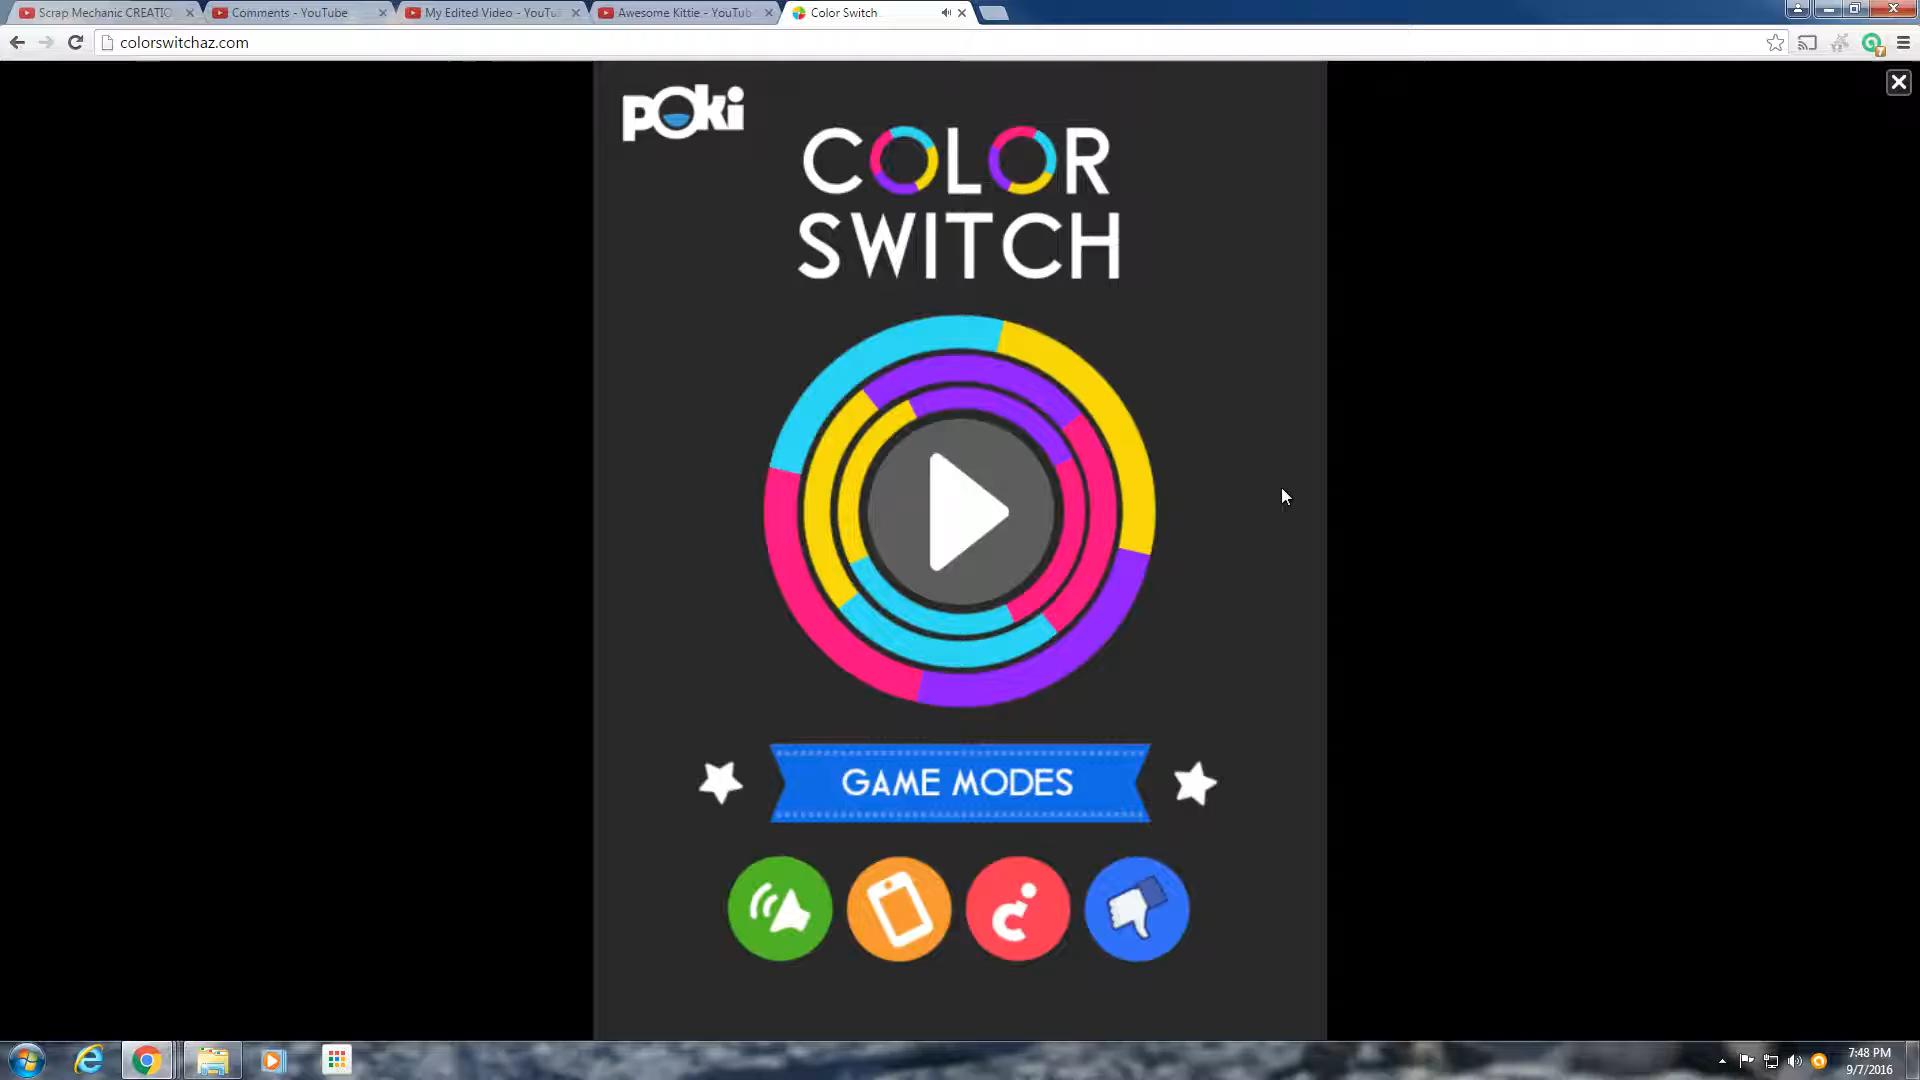 Scrap Mechanic CREATIO
Comments - YouTube
My Edited Video - YouTu
Awesome Kittie - YouTub
Color Switch
colorswitchaz.com
poki
COLOR
SWITCH
GAME MODES
7:48 PM
9/7/2016